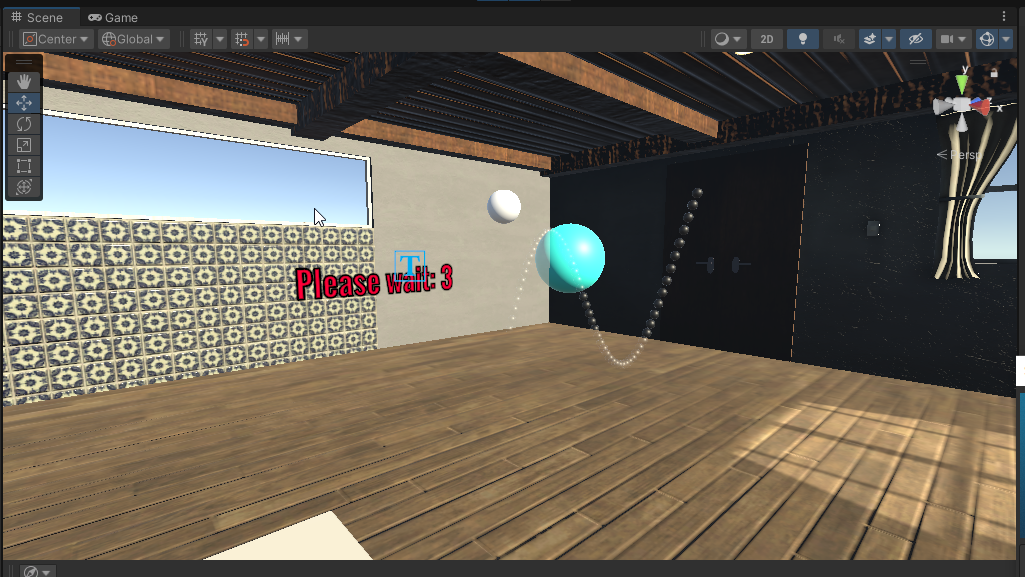 Scene
Game
Center
Global
2D
y
x
Persp
T
Please wait: 3